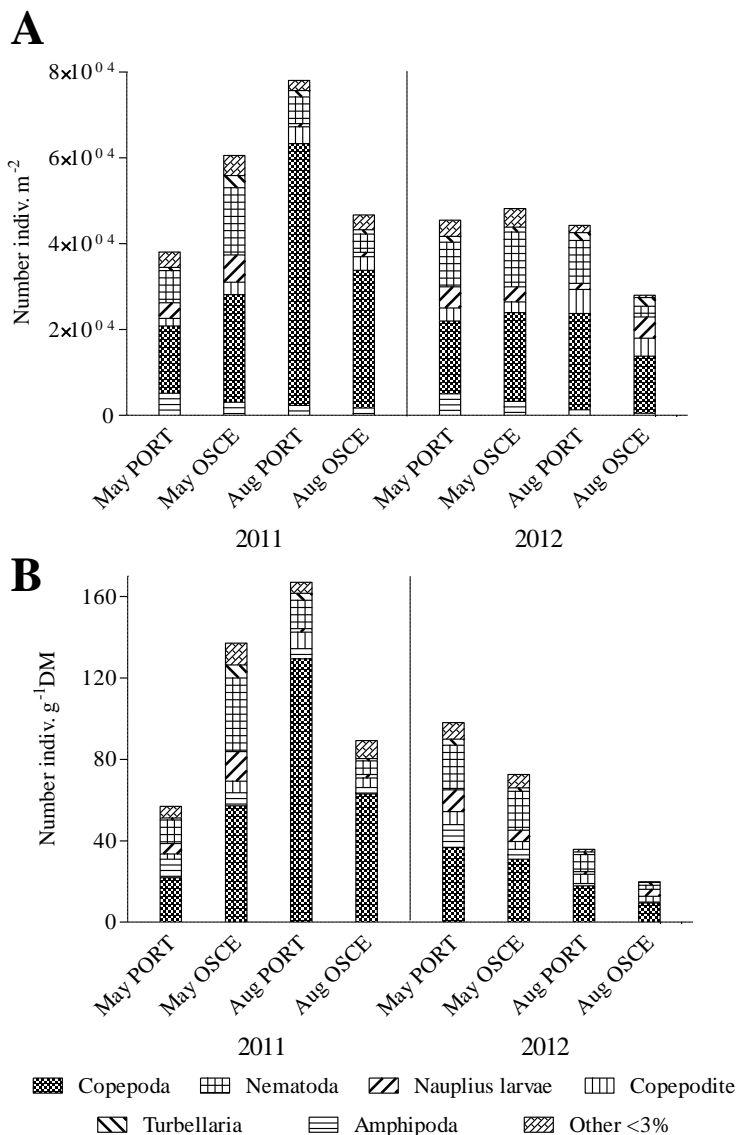 A
8×10⁰⁴
6×10⁰⁴
4×10⁰⁴
2×10⁰⁴
0
Number indiv. m⁻²
May PORT
May OSCE
Aug PORT
Aug OSCE
May PORT
May OSCE
Aug PORT
Aug OSCE
2011
2012
B
160
120
80
40
0
Number indiv. g⁻¹DM
May PORT
May OSCE
Aug PORT
Aug OSCE
May PORT
May OSCE
Aug PORT
Aug OSCE
2011
2012
Copepoda Nematoda Nauplius larvae Copepodite
Turbellaria Amphipoda Other <3%